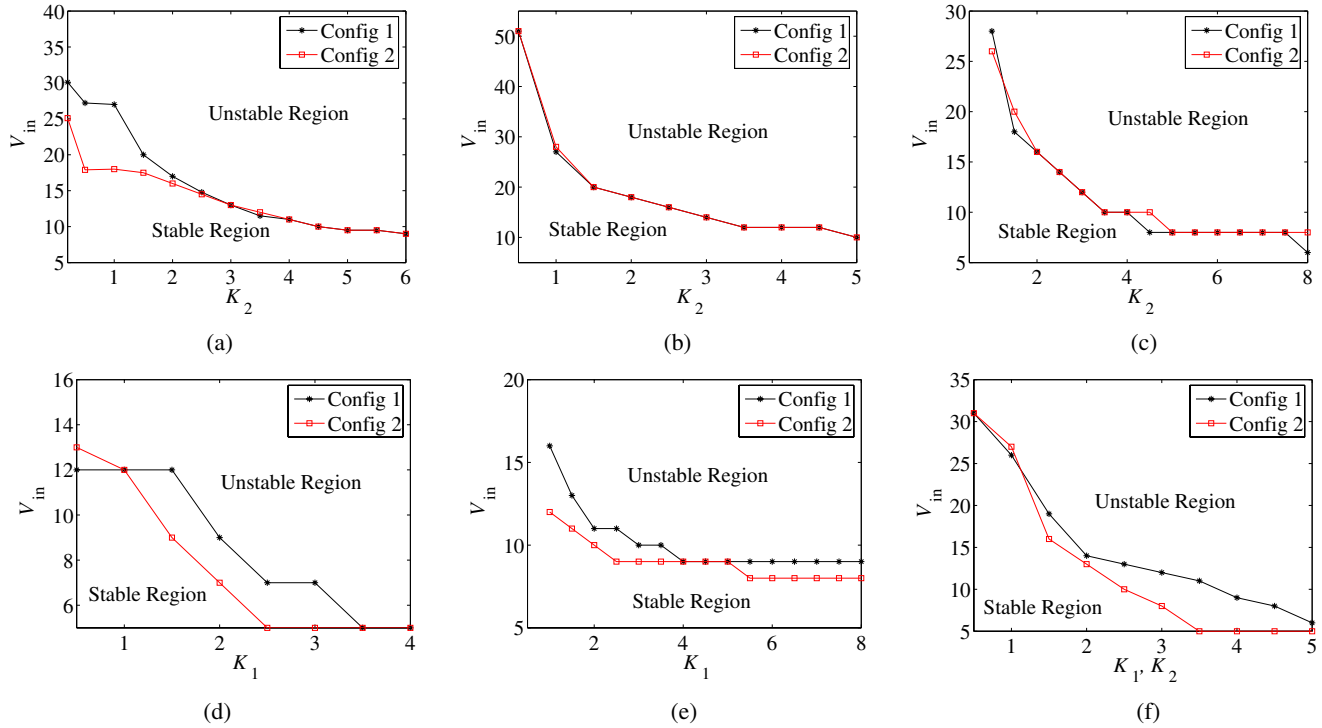 40
35
30
25
20
15
10
5
V in
1 2 3 4 5 6
K 2
Config 1
Config 2
Unstable Region
Stable Region
(a)
50
40
30
20
10
V in
1 2 3 4 5
K 2
Config 1
Config 2
Unstable Region
Stable Region
(b)
30
25
20
15
10
5
V in
2 4 6 8
K 2
Config 1
Config 2
Unstable Region
Stable Region
(c)
16
14
12
10
8
6
V in
1 2 3 4
K 1
Config 1
Config 2
Unstable Region
Stable Region
(d)
20
15
10
5
V in
2 4 6 8
K 1
Config 1
Config 2
Unstable Region
Stable Region
(e)
35
30
25
20
15
10
5
V in
1 2 3 4 5
K 1, K 2
Config 1
Config 2
Unstable Region
Stable Region
(f)